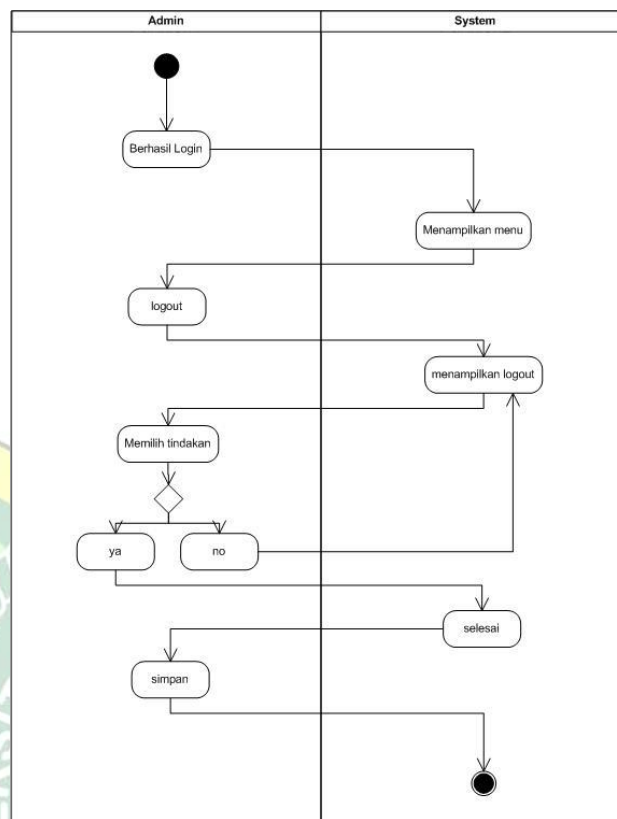 Admin
System
Berhasil Login
Menampilkan menu
logout
menampilkan logout
Memilih tindakan
ya
no
selesai
simpan